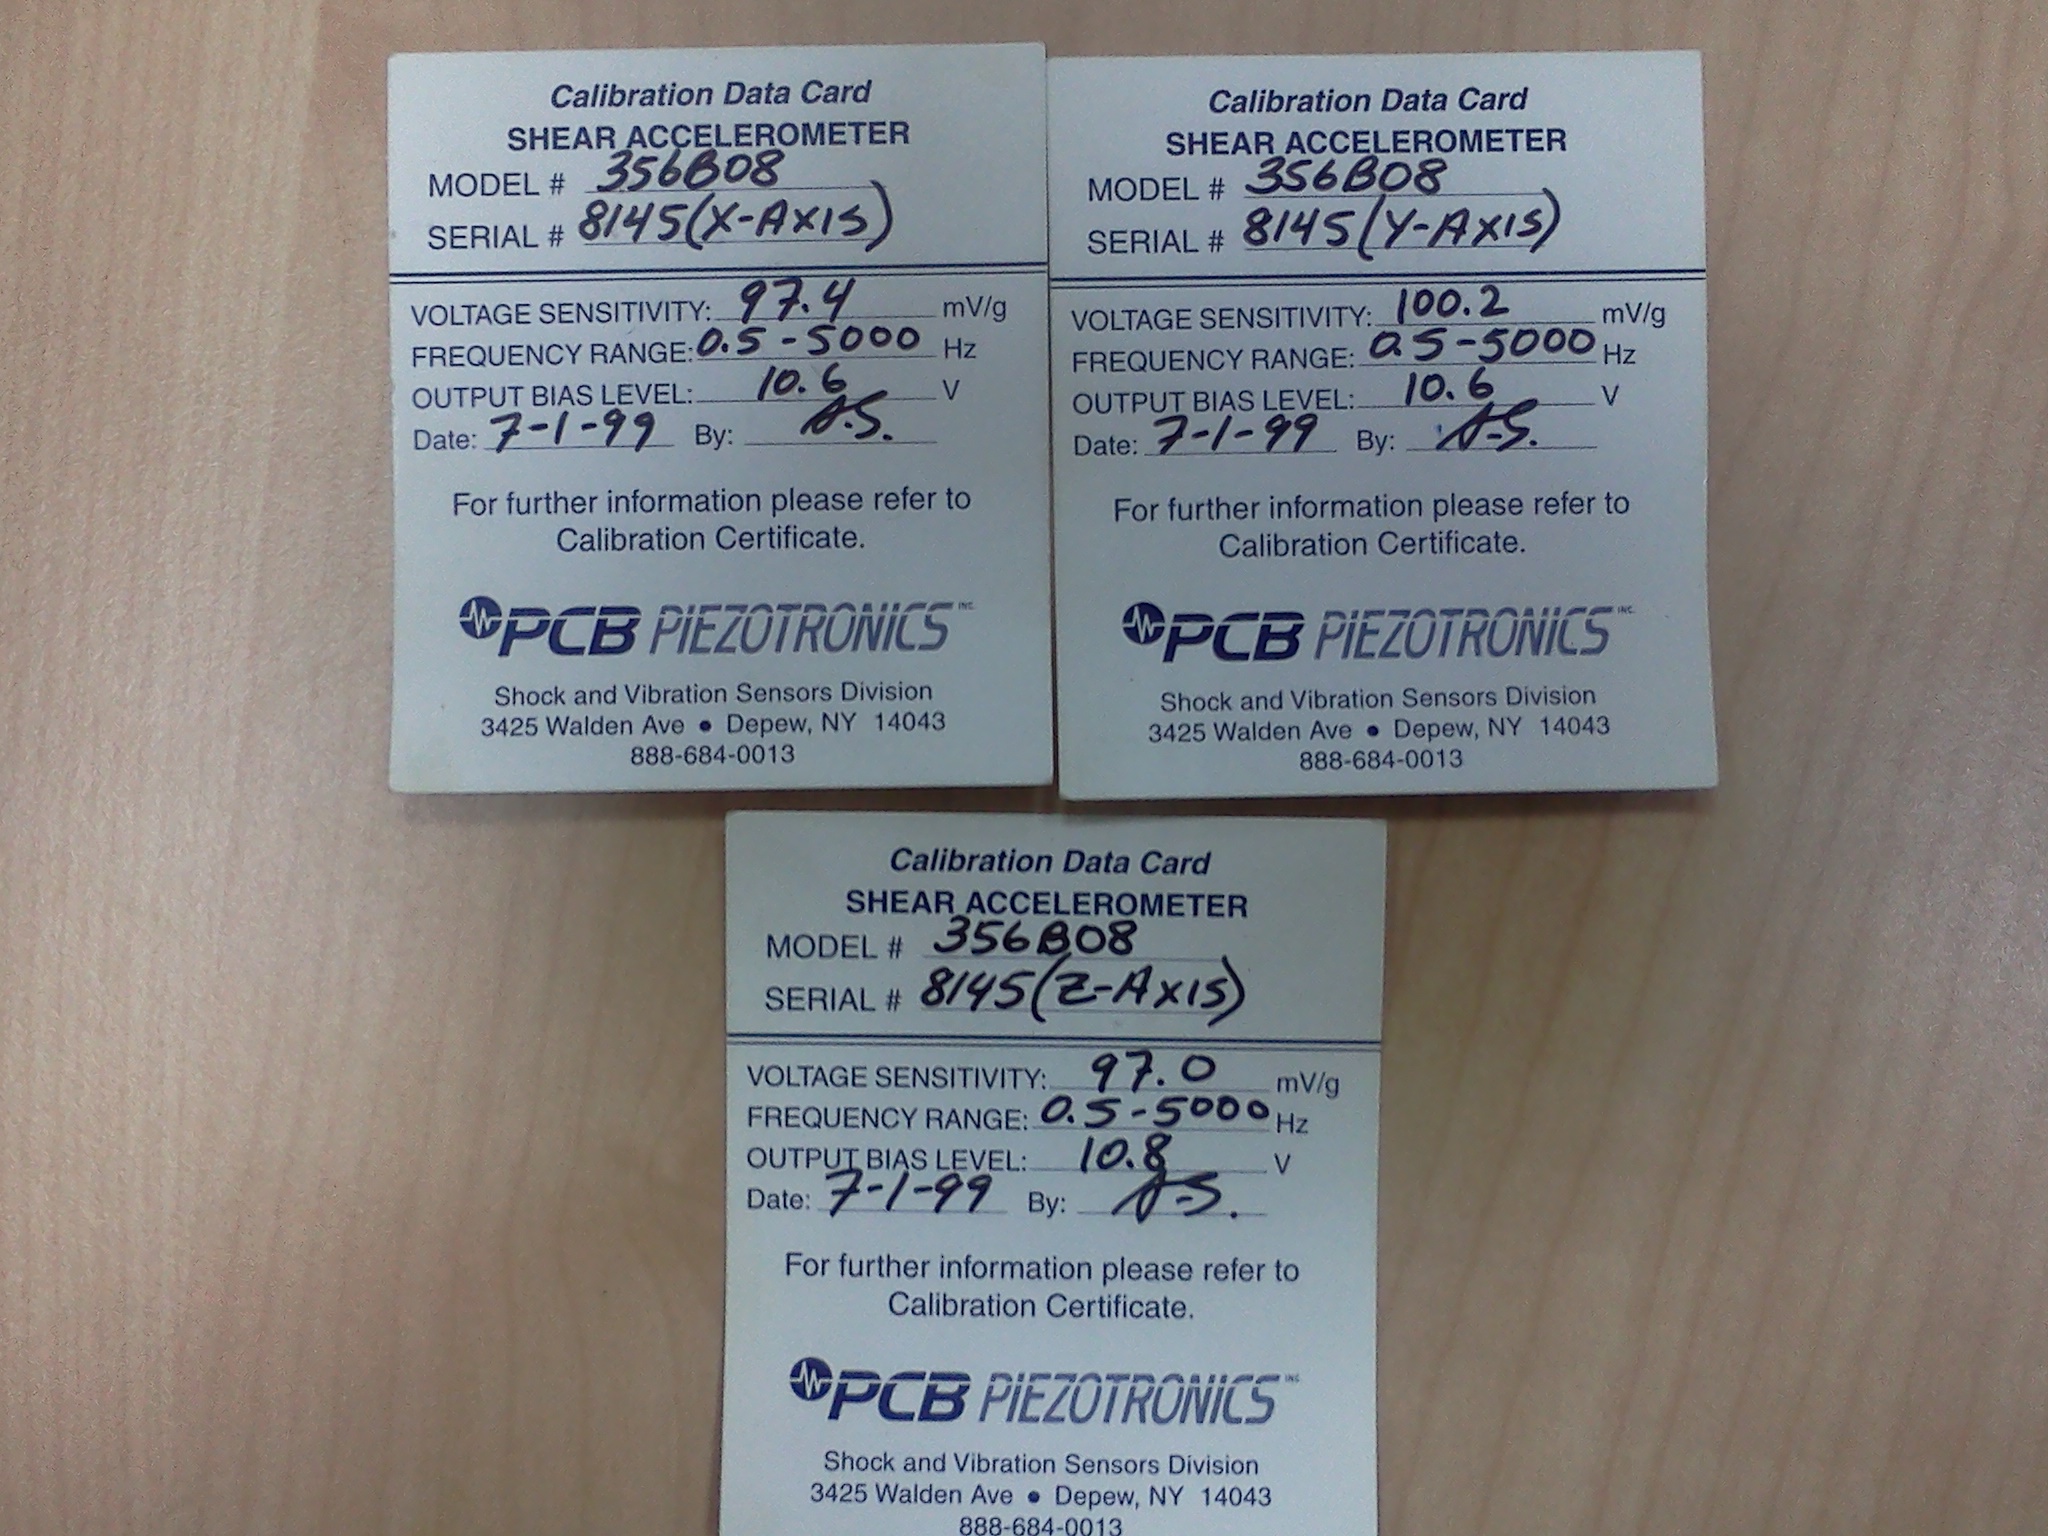 Calibration Data Card
SHEAR ACCELEROMETER
MODEL # 356B08
SERIAL # 8145(X-AXIS)
VOLTAGE SENSITIVITY: 97.4 mV/g
FREQUENCY RANGE: 0.5-5000 Hz
OUTPUT BIAS LEVEL: 10.6 V
Date: 7-1-99 By: A.S.
For further information please refer to
Calibration Certificate.
PCB PIEZOTRONICS INC.
Shock and Vibration Sensors Division
3425 Walden Ave • Depew, NY 14043
888-684-0013
Calibration Data Card
SHEAR ACCELEROMETER
MODEL # 356B08
SERIAL # 8145(Y-AXIS)
VOLTAGE SENSITIVITY: 100.2 mV/g
FREQUENCY RANGE: 0.5-5000 Hz
OUTPUT BIAS LEVEL: 10.6 V
Date: 7-1-99 By: A.S.
For further information please refer to
Calibration Certificate.
PCB PIEZOTRONICS INC.
Shock and Vibration Sensors Division
3425 Walden Ave • Depew, NY 14043
888-684-0013
Calibration Data Card
SHEAR ACCELEROMETER
MODEL # 356B08
SERIAL # 8145(Z-AXIS)
VOLTAGE SENSITIVITY: 97.0 mV/g
FREQUENCY RANGE: 0.5-5000 Hz
OUTPUT BIAS LEVEL: 10.8 V
Date: 7-1-99 By: A.S.
For further information please refer to
Calibration Certificate.
PCB PIEZOTRONICS INC.
Shock and Vibration Sensors Division
3425 Walden Ave • Depew, NY 14043
888-684-0013